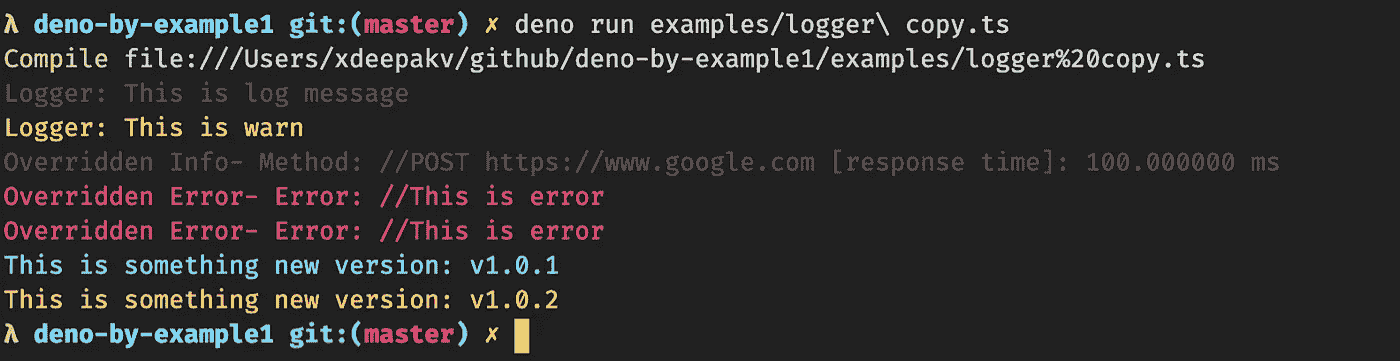 λ deno-by-example1 git:(master) ✗ deno run examples/logger\ copy.ts
Compile file:///Users/xdeepakv/github/deno-by-example1/examples/logger%20copy.ts
Logger: This is log message
Logger: This is warn
Overridden Info- Method: //POST https://www.google.com [response time]: 100.000000 ms
Overridden Error- Error: //This is error
Overridden Error- Error: //This is error
This is something new version: v1.0.1
This is something new version: v1.0.2
λ deno-by-example1 git:(master) ✗